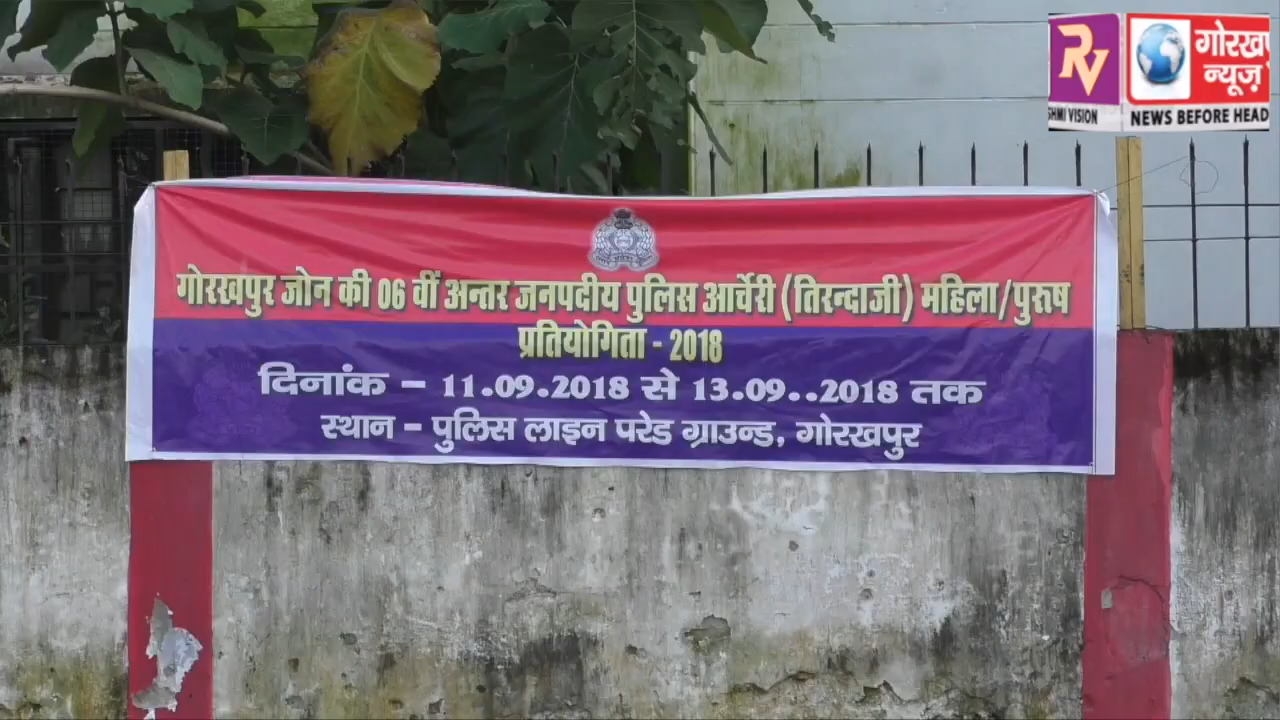 RV
गोरख
न्यूज़
SHMI VISION
NEWS BEFORE HEAD
गोरखपुर जोन की 06 वीं अन्तर जनपदीय पुलिस आर्चेरी (तिरन्दाजी) महिला/पुरुष
प्रतियोगिता - 2018
दिनांक - 11.09.2018 से 13.09..2018 तक
स्थान - पुलिस लाइन परेड ग्राउन्ड, गोरखपुर